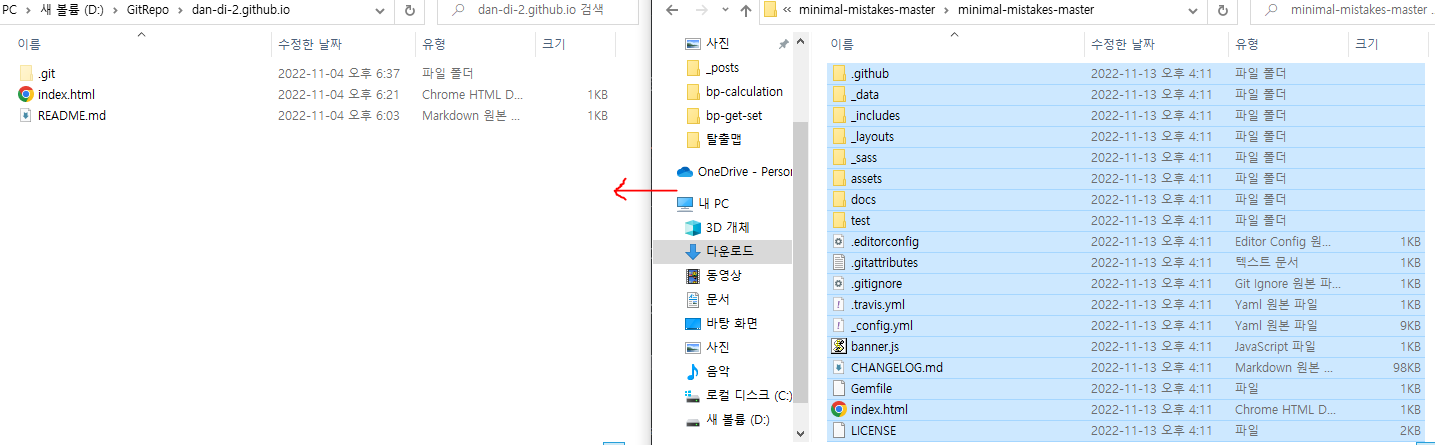 PC > 새 볼륨 (D:) > GitRepo > dan-di-2.github.io
dan-di-2.github.io 검색
이름 수정한 날짜 유형 크기
.git 2022-11-04 오후 6:37 파일 폴더
index.html 2022-11-04 오후 6:21 Chrome HTML D... 1KB
README.md 2022-11-04 오후 6:03 Markdown 원본 ... 1KB
« minimal-mistakes-master > minimal-mistakes-master
minimal-mistakes-master ...
사진
_posts
bp-calculation
bp-get-set
탈출맵
OneDrive - Person
내 PC
3D 개체
다운로드
동영상
문서
바탕 화면
사진
음악
로컬 디스크 (C:)
새 볼륨 (D:)
이름 수정한 날짜 유형 크기
.github 2022-11-13 오후 4:11 파일 폴더
_data 2022-11-13 오후 4:11 파일 폴더
_includes 2022-11-13 오후 4:11 파일 폴더
_layouts 2022-11-13 오후 4:11 파일 폴더
_sass 2022-11-13 오후 4:11 파일 폴더
assets 2022-11-13 오후 4:11 파일 폴더
docs 2022-11-13 오후 4:11 파일 폴더
test 2022-11-13 오후 4:11 파일 폴더
.editorconfig 2022-11-13 오후 4:11 Editor Config 원... 1KB
.gitattributes 2022-11-13 오후 4:11 텍스트 문서 1KB
.gitignore 2022-11-13 오후 4:11 Git Ignore 원본 파... 1KB
.travis.yml 2022-11-13 오후 4:11 Yaml 원본 파일 1KB
_config.yml 2022-11-13 오후 4:11 Yaml 원본 파일 9KB
banner.js 2022-11-13 오후 4:11 JavaScript 파일 1KB
CHANGELOG.md 2022-11-13 오후 4:11 Markdown 원본 ... 98KB
Gemfile 2022-11-13 오후 4:11 파일 1KB
index.html 2022-11-13 오후 4:11 Chrome HTML D... 1KB
LICENSE 2022-11-13 오후 4:11 파일 2KB